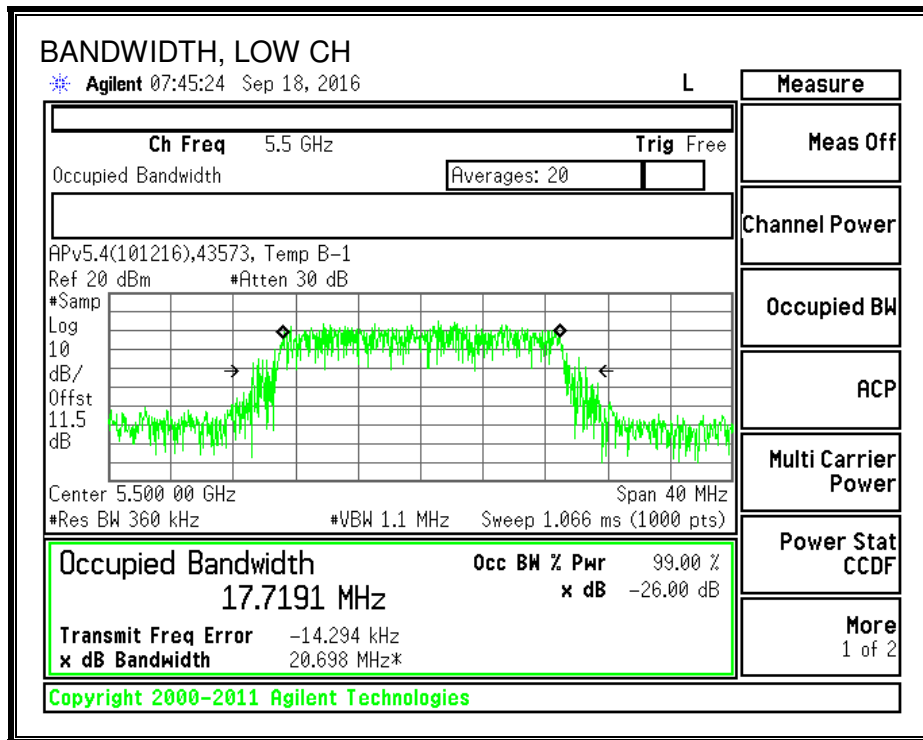 BANDWIDTH, LOW CH
Agilent 07:45:24 Sep 18, 2016 L
Measure
Ch Freq 5.5 GHz Trig Free
Occupied Bandwidth Averages: 20
APv5.4(101216),43573, Temp B-1
Ref 20 dBm #Atten 30 dB
#Samp
Log
10
dB/
Offst
11.5
dB
Center 5.500 00 GHz Span 40 MHz
#Res BW 360 kHz #VBW 1.1 MHz Sweep 1.066 ms (1000 pts)
Occupied Bandwidth Occ BW % Pwr 99.00 %
17.7191 MHz x dB -26.00 dB
Transmit Freq Error -14.294 kHz
x dB Bandwidth 20.698 MHz*
Copyright 2000-2011 Agilent Technologies
Meas Off
Channel Power
Occupied BW
ACP
Multi Carrier
Power
Power Stat
CCDF
More
1 of 2